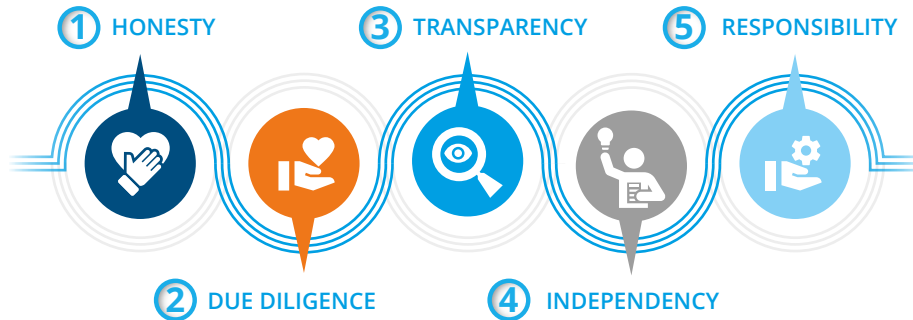 1 HONESTY
2 DUE DILIGENCE
3 TRANSPARENCY
4 INDEPENDENCY
5 RESPONSIBILITY